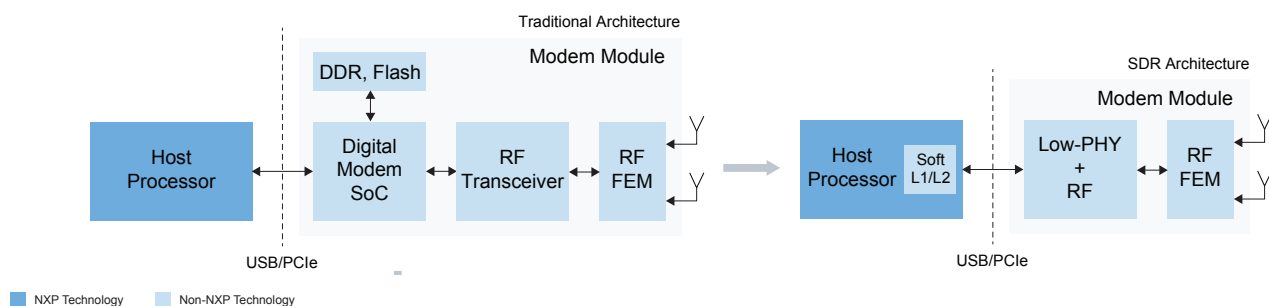 Traditional Architecture
Modem Module
DDR, Flash
Host
Processor
Digital
Modem
SoC
RF
Transceiver
RF
FEM
USB/PCIe
SDR Architecture
Modem Module
Host
Processor
Soft
L1/L2
Low-PHY
+
RF
RF
FEM
USB/PCIe
NXP Technology
Non-NXP Technology